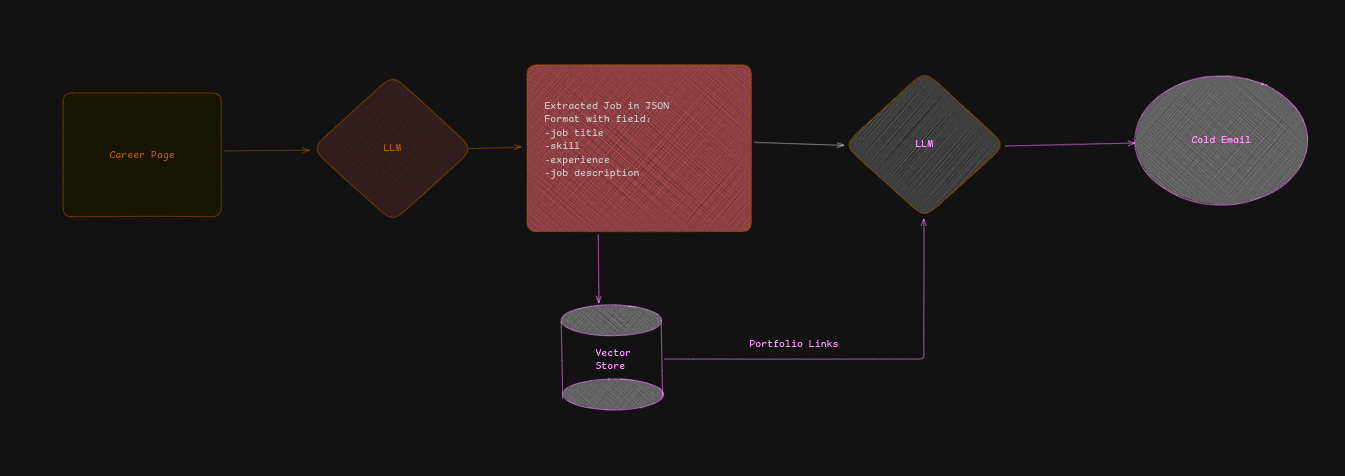 Career Page
LLM
Extracted Job in JSON
Format with field:
-job title
-skill
-experience
-job description
LLM
Cold Email
Vector
Store
Portfolio Links